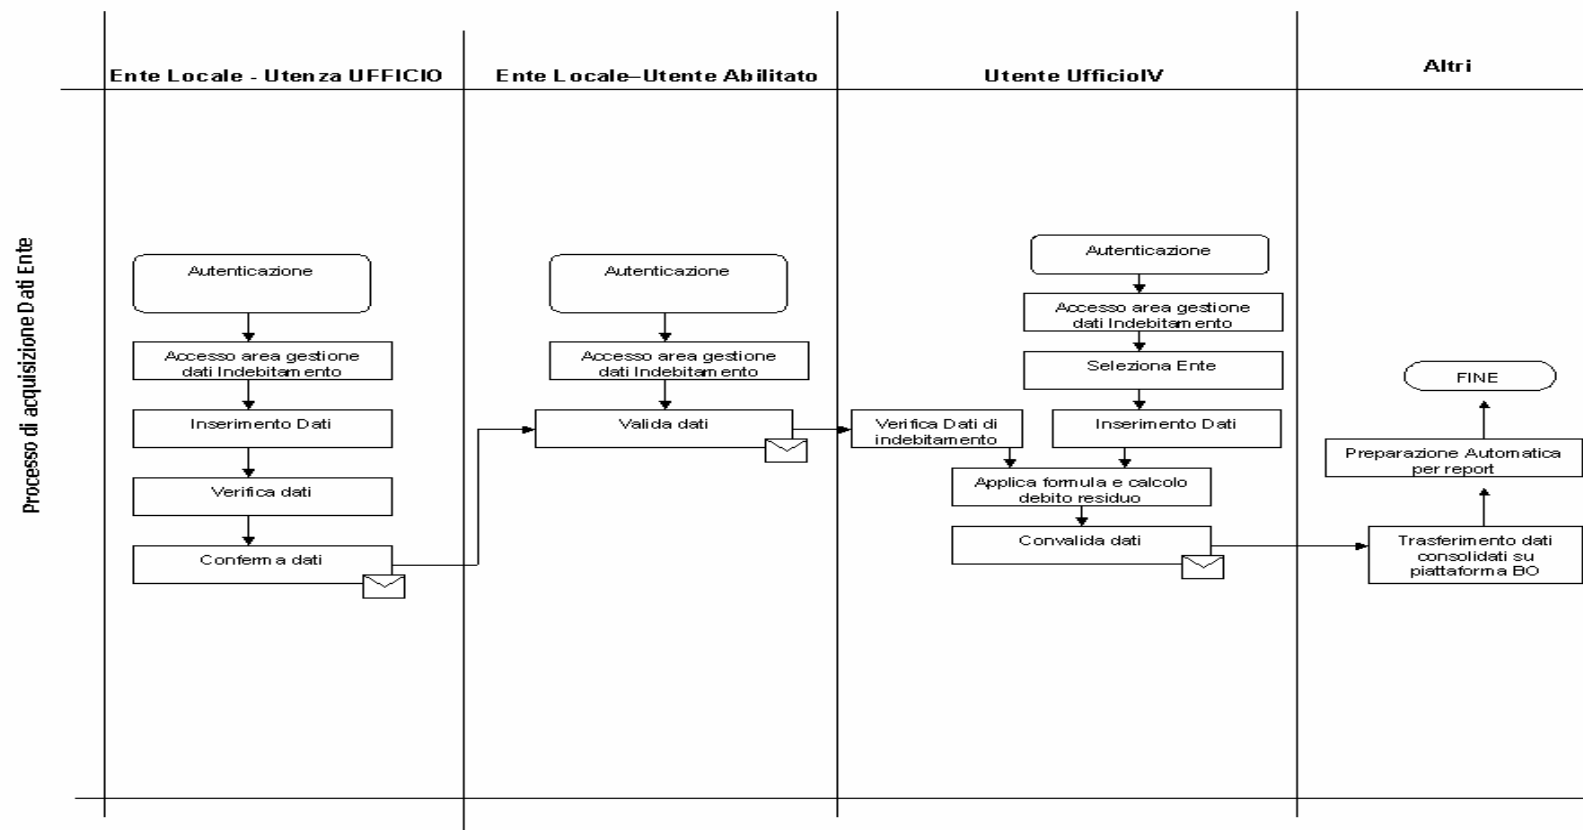 Ente Locale - Utenza UFFICIO
Ente Locale–Utente Abilitato
Utente UfficioIV
Altri
Processo di acquisizione Dati Ente
Autenticazione
Accesso area gestione
dati Indebitamento
Inserimento Dati
Verifica dati
Conferma dati
Autenticazione
Accesso area gestione
dati Indebitamento
Valida dati
Autenticazione
Accesso area gestione
dati Indebitamento
Seleziona Ente
Verifica Dati di
indebitamento
Inserimento Dati
Applica formula e calcolo
debito residuo
Convalida dati
FINE
Preparazione Automatica
per report
Trasferimento dati
consolidati su
piattaforma BO